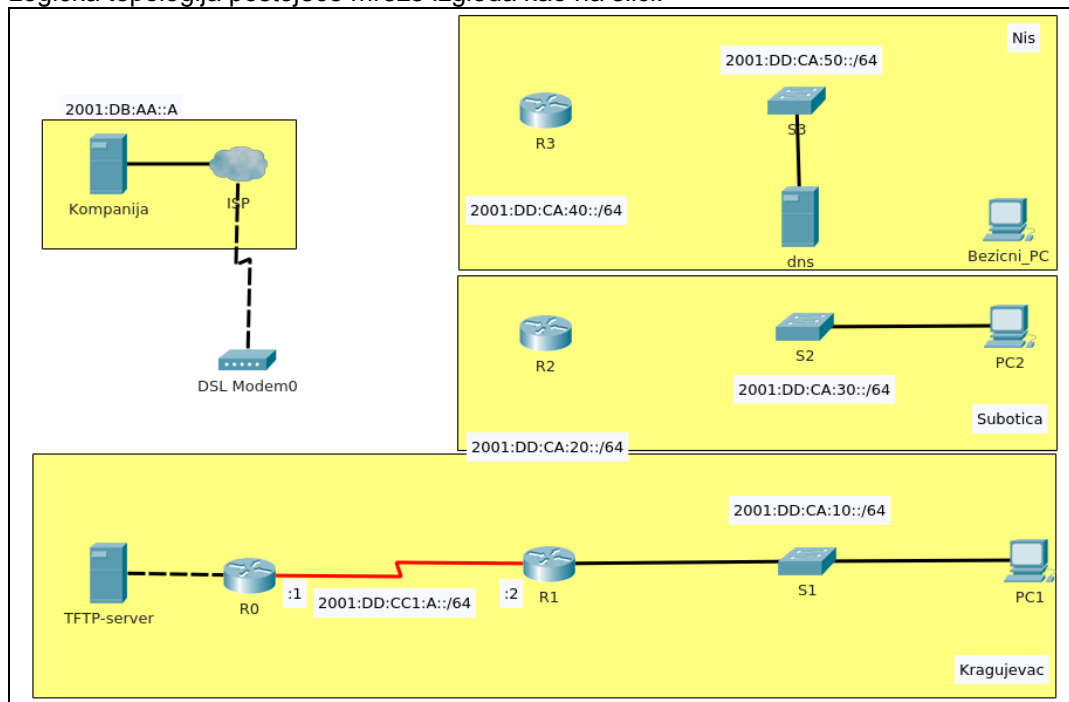 Nis
2001:DD:CA:50::/64
R3
S3
2001:DD:CA:40::/64
dns
Bezicni_PC
2001:DB:AA::A
Kompanija
ISP
DSL Modem0
R2
S2
PC2
2001:DD:CA:30::/64
Subotica
2001:DD:CA:20::/64
2001:DD:CA:10::/64
TFTP-server
R0
:1
2001:DD:CC1:A::/64
:2
R1
S1
PC1
Kragujevac